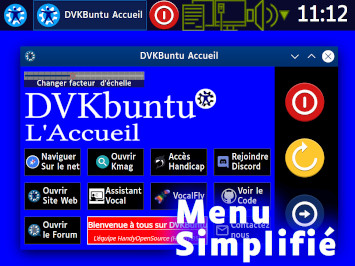 DVKBuntu Accueil
11:12
DVKBuntu Accueil
Changer facteur d'échelle
DVKbuntu
L'Accueil
Naviguer
Sur le net
Ouvrir
Kmag
Accès
Handicap
Rejoindre
Discord
Ouvrir
Site Web
Assistant
Vocal
VocalFly
Voir le
Code
Ouvrir
le Forum
Bienvenue à tous sur DVKBuntu
L'équipe HandyOpenSource
Contactez
nous
Menu
Simplifié